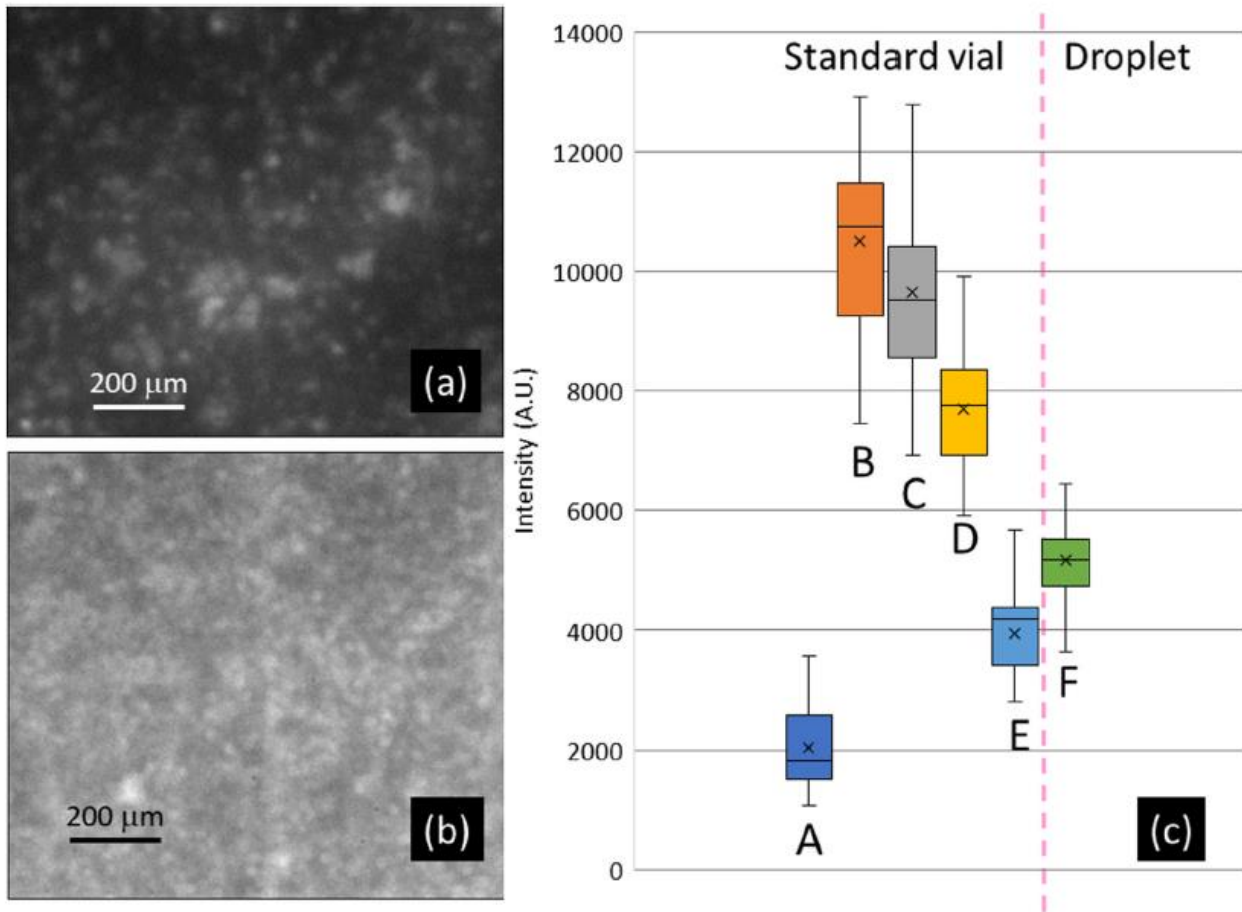 200 μm
(a)
200 μm
(b)
Intensity (A.U.)
14000
12000
10000
8000
6000
4000
2000
0
Standard vial
Droplet
A
B
C
D
E
F
(c)